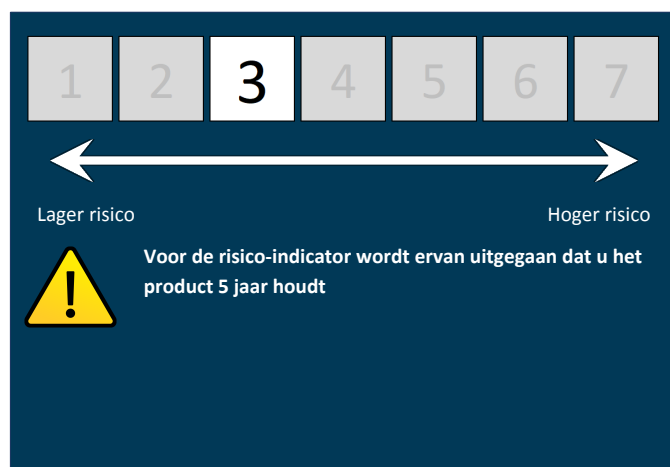 1 2 3 4 5 6 7
Lager risico Hoger risico
Voor de risico-indicator wordt ervan uitgegaan dat u het
product 5 jaar houdt